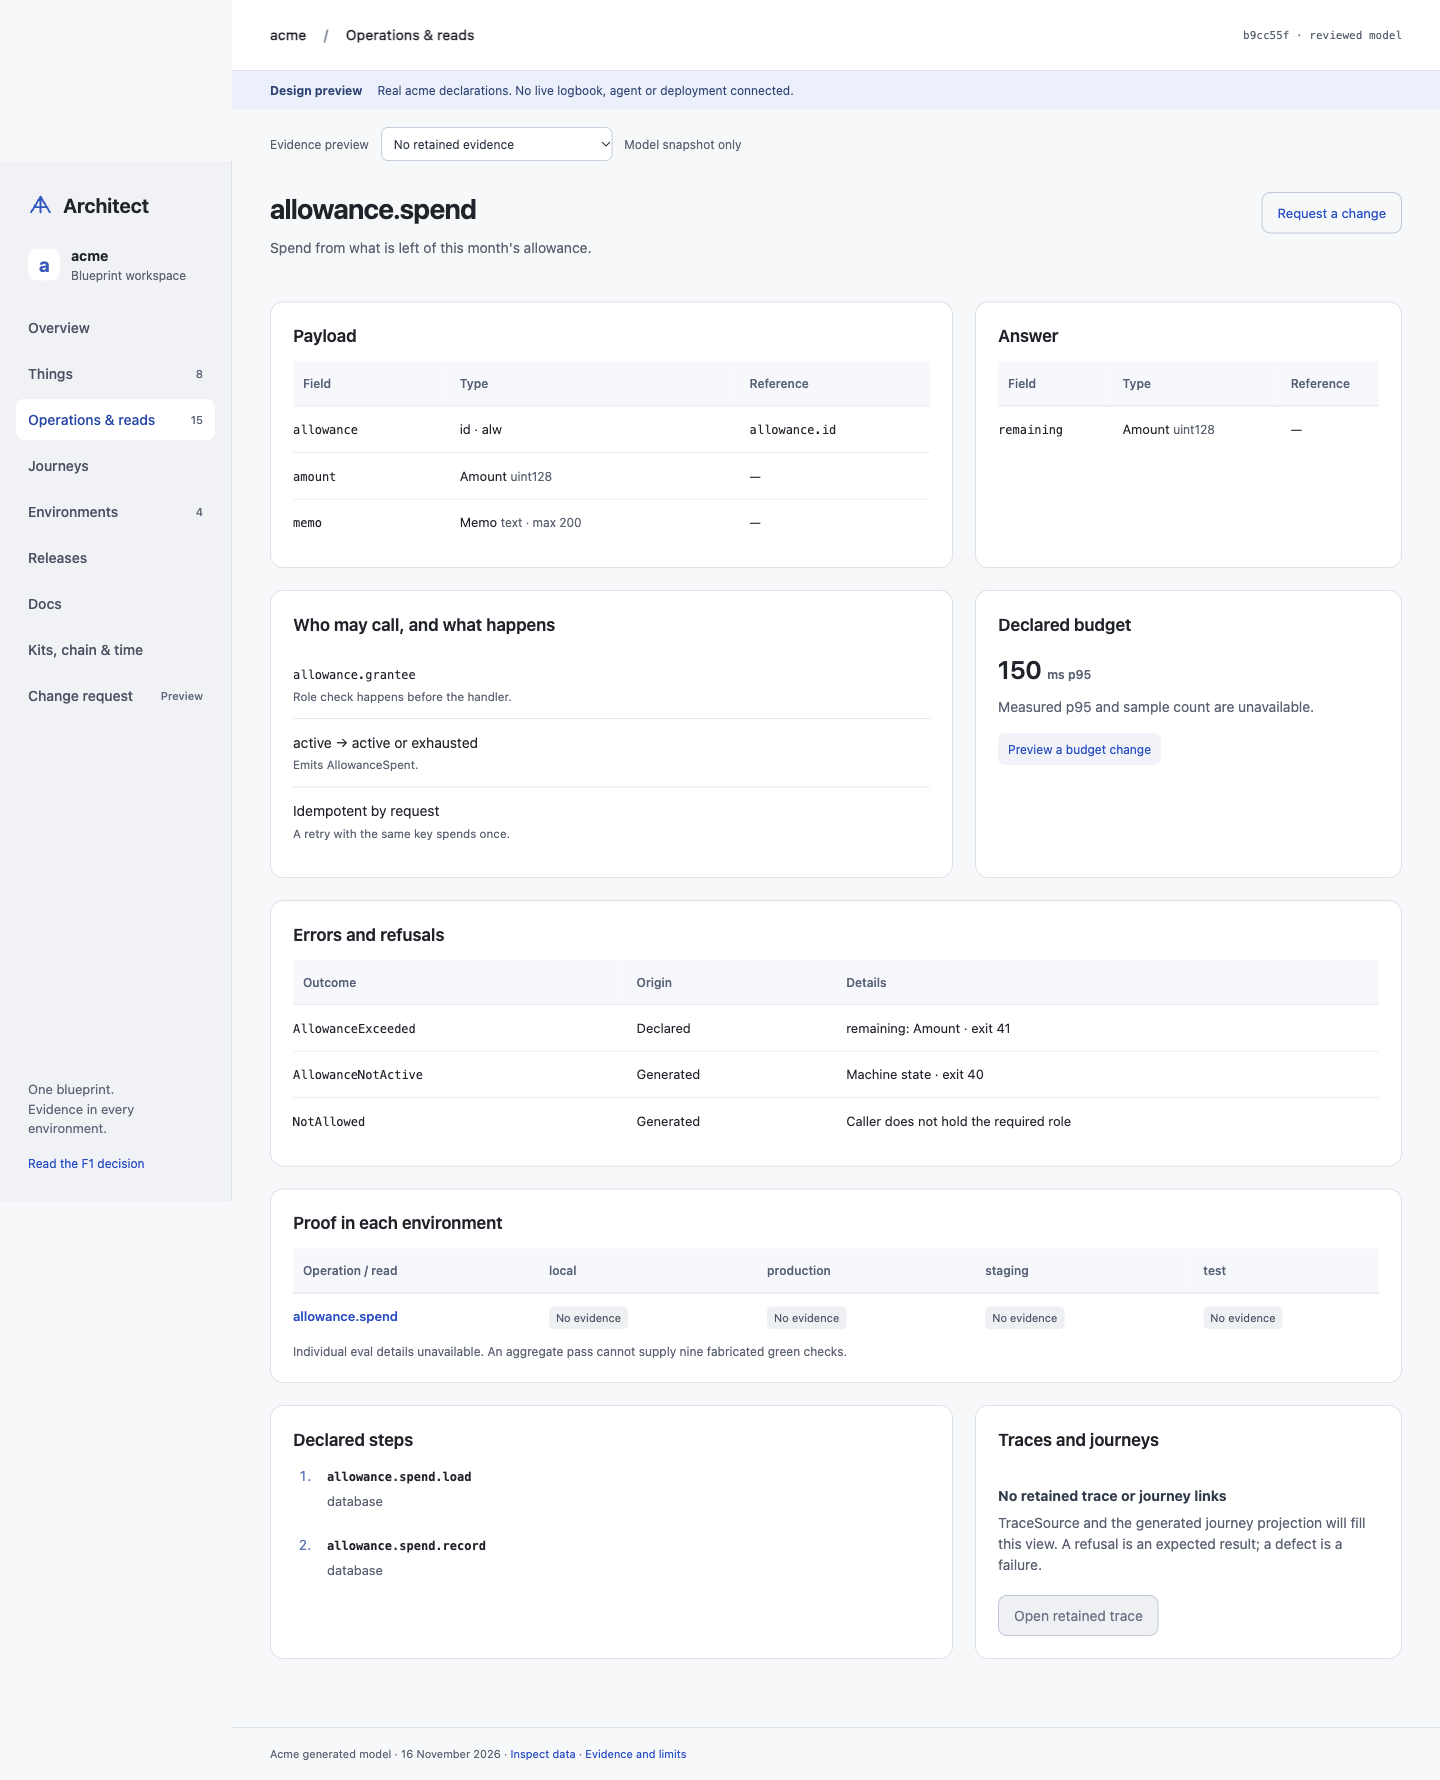 acme / Operations & reads
b9cc55f · reviewed model
Design preview Real acme declarations. No live logbook, agent or deployment connected.
Evidence preview No retained evidence Model snapshot only
Architect
a
acme
Blueprint workspace
Overview
Things 8
Operations & reads 15
Journeys
Environments 4
Releases
Docs
Kits, chain & time
Change request Preview
One blueprint.
Evidence in every
environment.
Read the F1 decision
allowance.spend
Request a change
Spend from what is left of this month's allowance.
Payload
Field Type Reference
allowance id · alw allowance.id
amount Amount uint128 —
memo Memo text · max 200 —
Answer
Field Type Reference
remaining Amount uint128 —
Who may call, and what happens
allowance.grantee
Role check happens before the handler.
active → active or exhausted
Emits AllowanceSpent.
Idempotent by request
A retry with the same key spends once.
Declared budget
150 ms p95
Measured p95 and sample count are unavailable.
Preview a budget change
Errors and refusals
Outcome Origin Details
AllowanceExceeded Declared remaining: Amount · exit 41
AllowanceNotActive Generated Machine state · exit 40
NotAllowed Generated Caller does not hold the required role
Proof in each environment
Operation / read local production staging test
allowance.spend No evidence No evidence No evidence No evidence
Individual eval details unavailable. An aggregate pass cannot supply nine fabricated green checks.
Declared steps
1. allowance.spend.load
database
2. allowance.spend.record
database
Traces and journeys
No retained trace or journey links
TraceSource and the generated journey projection will fill
this view. A refusal is an expected result; a defect is a
failure.
Open retained trace
Acme generated model · 16 November 2026 · Inspect data · Evidence and limits